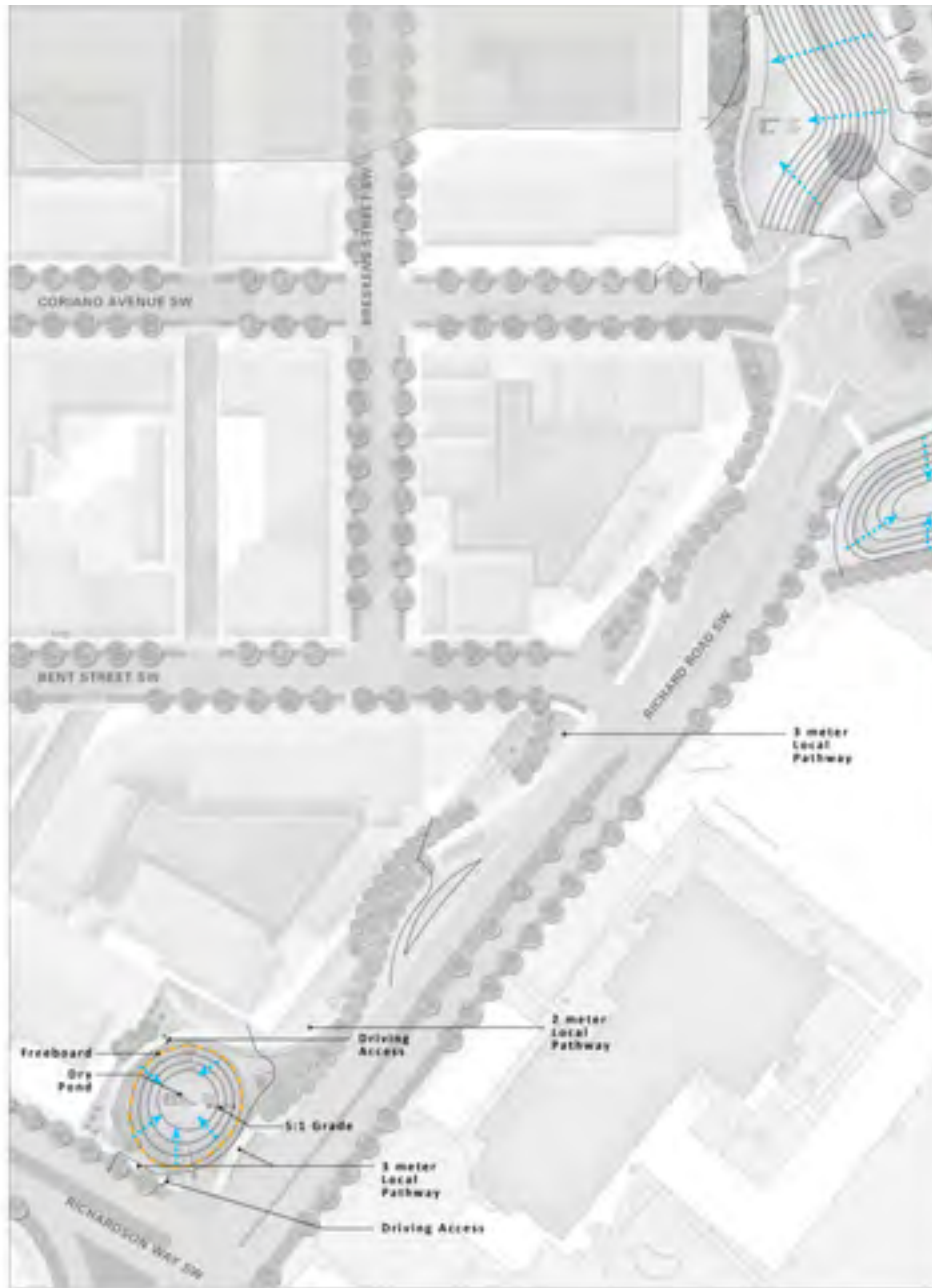 BRESKENS STREET SW
CORIANO AVENUE SW
BENT STREET SW
RICHARD ROAD SW
3 meter
Local
Pathway
2 meter
Local
Pathway
Driving
Access
Freeboard
Dry
Pond
5:1 Grade
3 meter
Local
Pathway
Driving Access
RICHARDSON WAY SW